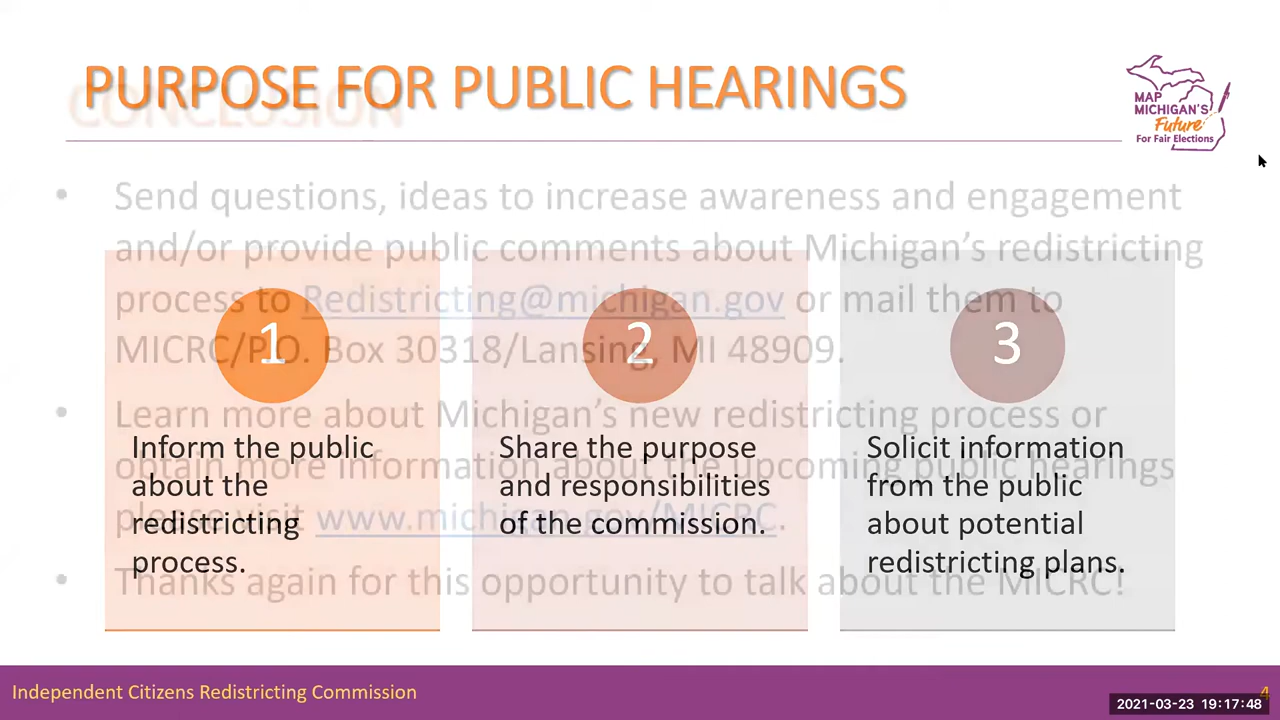 PURPOSE FOR PUBLIC HEARINGS
CONCLUSION
MAP
MICHIGAN'S
Future
For Fair Elections
• Send questions, ideas to increase awareness and engagement
and/or provide public comments about Michigan's redistricting
process to Redistricting@michigan.gov or mail them to
MICRC/P.O. Box 30318/Lansing, MI 48909.
• Learn more about Michigan's new redistricting process or
obtain more information about the upcoming public hearings
please visit www.michigan.gov/MICRC.
• Thanks again for this opportunity to talk about the MICRC!
1
Inform the public
about the
redistricting
process.
2
Share the purpose
and responsibilities
of the commission.
3
Solicit information
from the public
about potential
redistricting plans.
Independent Citizens Redistricting Commission
4
2021-03-23 19:17:48